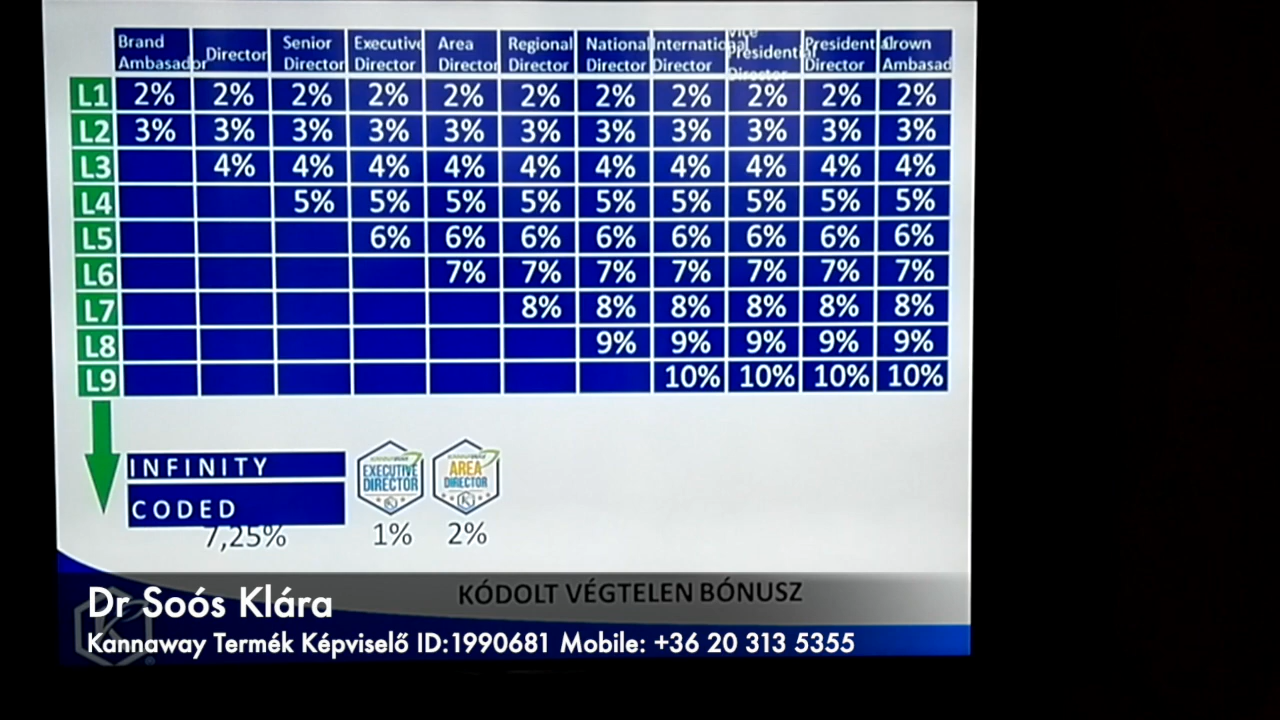 Brand Ambasador Director Senior Director Executive Director Area Director Regional Director National Director International Director Vice Presidential Director Presidential Director Crown Ambasad
L1 2% 2% 2% 2% 2% 2% 2% 2% 2% 2% 2%
L2 3% 3% 3% 3% 3% 3% 3% 3% 3% 3% 3%
L3 4% 4% 4% 4% 4% 4% 4% 4% 4% 4%
L4 5% 5% 5% 5% 5% 5% 5% 5% 5%
L5 6% 6% 6% 6% 6% 6% 6% 6%
L6 7% 7% 7% 7% 7% 7% 7%
L7 8% 8% 8% 8% 8% 8%
L8 9% 9% 9% 9% 9%
L9 10% 10% 10% 10%
INFINITY
CODED
7,25%
EXECUTIVE
DIRECTOR
1%
AREA
DIRECTOR
2%
KÓDOLT VÉGTELEN BÓNUSZ
Dr Soós Klára
Kannaway Termék Képviselő ID:1990681 Mobile: +36 20 313 5355